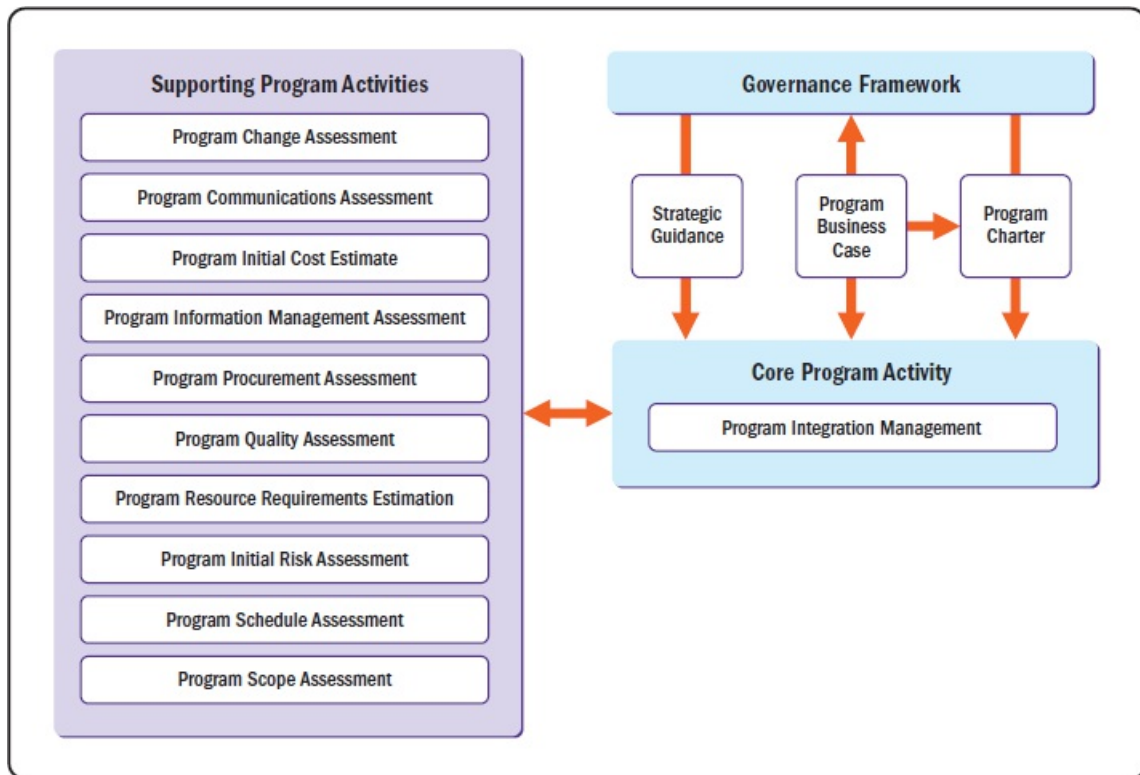 Supporting Program Activities
Program Change Assessment
Program Communications Assessment
Program Initial Cost Estimate
Program Information Management Assessment
Program Procurement Assessment
Program Quality Assessment
Program Resource Requirements Estimation
Program Initial Risk Assessment
Program Schedule Assessment
Program Scope Assessment
Governance Framework
Strategic
Guidance
Program
Business
Case
Program
Charter
Core Program Activity
Program Integration Management